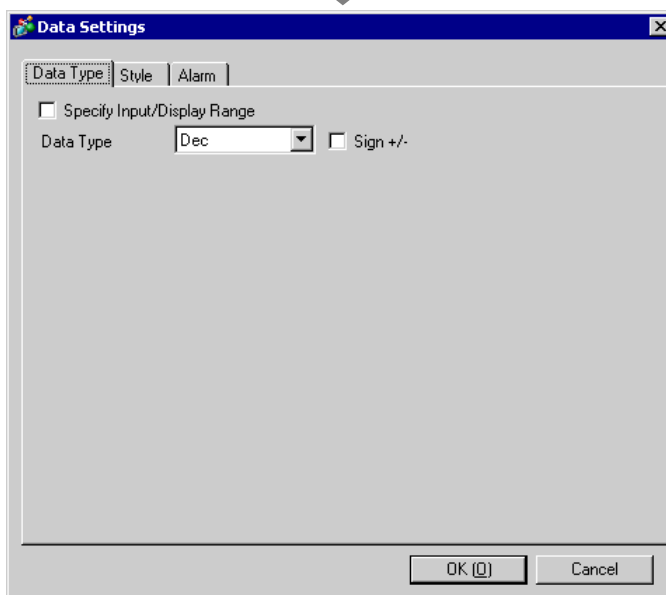 Data Settings
Data Type Style Alarm
Specify Input/Display Range
Data Type Dec Sign +/-
OK (O) Cancel